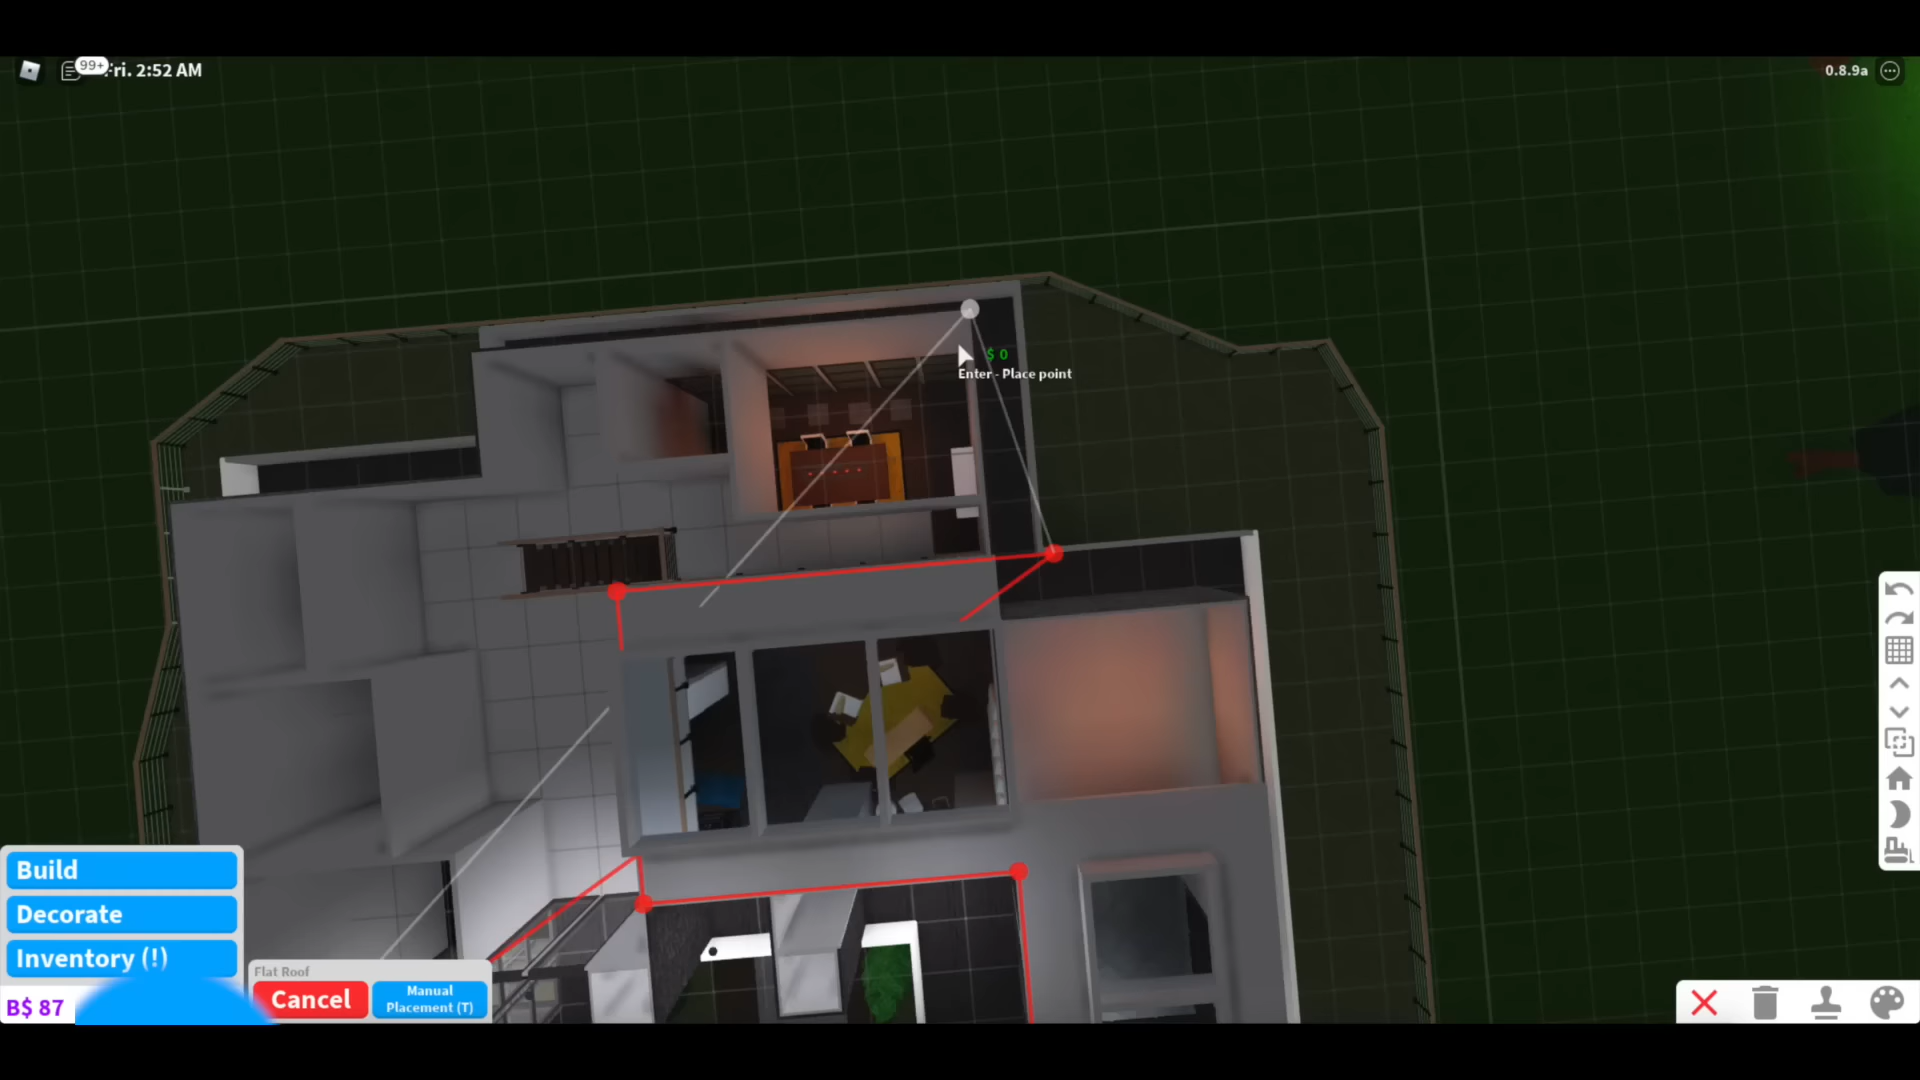 99+
Fri. 2:52 AM
0.8.9a
$ 0
Enter - Place point
Build
Decorate
Inventory (!)
Flat Roof
Cancel
Manual
Placement (T)
B$ 87